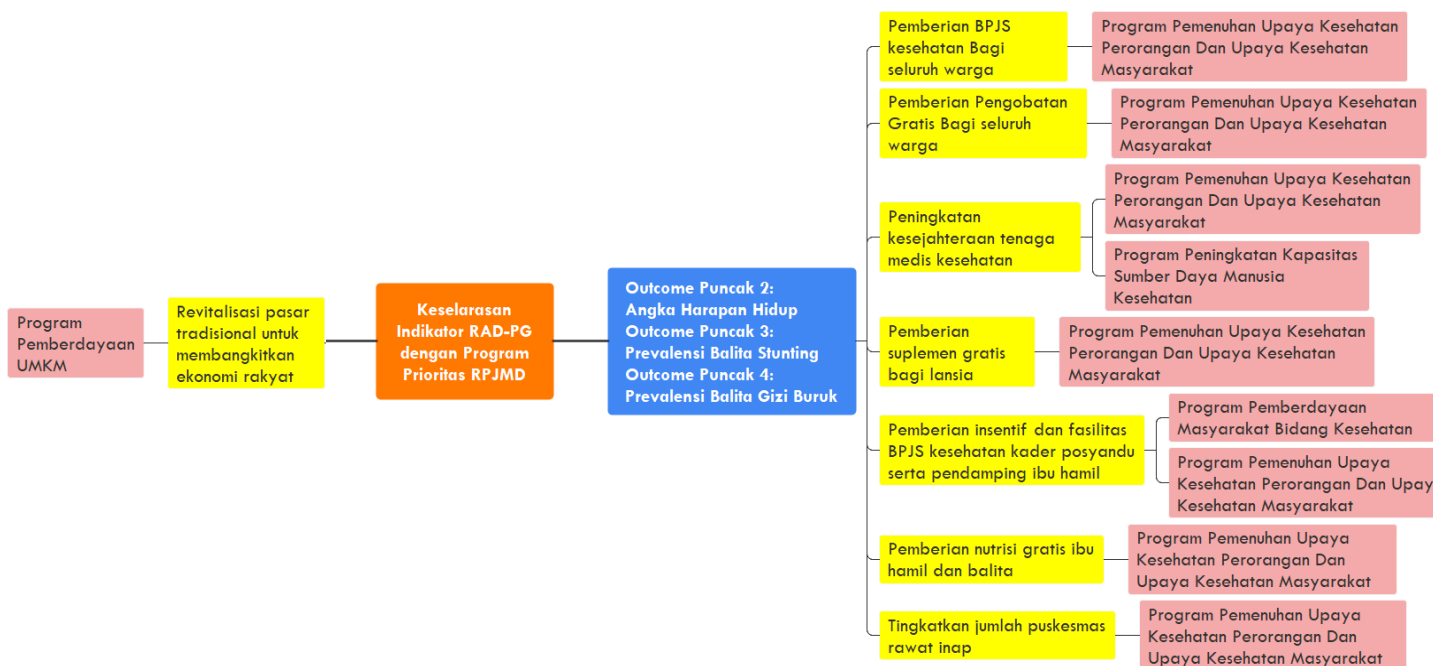 Program
Pemberdayaan
UMKM
Revitalisasi pasar
tradisional untuk
membangkitkan
ekonomi rakyat
Keselarasan
Indikator RAD-PG
dengan Program
Prioritas RPJMD
Outcome Puncak 2:
Angka Harapan Hidup
Outcome Puncak 3:
Prevalensi Balita Stunting
Outcome Puncak 4:
Prevalensi Balita Gizi Buruk
Pemberian BPJS
kesehatan Bagi
seluruh warga
Program Pemenuhan Upaya Kesehatan
Perorangan Dan Upaya Kesehatan
Masyarakat
Pemberian Pengobatan
Gratis Bagi seluruh
warga
Program Pemenuhan Upaya Kesehatan
Perorangan Dan Upaya Kesehatan
Masyarakat
Peningkatan
kesejahteraan tenaga
medis kesehatan
Program Pemenuhan Upaya Kesehatan
Perorangan Dan Upaya Kesehatan
Masyarakat
Program Peningkatan Kapasitas
Sumber Daya Manusia
Kesehatan
Pemberian
suplemen gratis
bagi lansia
Program Pemenuhan Upaya Kesehatan
Perorangan Dan Upaya Kesehatan
Masyarakat
Pemberian insentif dan fasilitas
BPJS kesehatan kader posyandu
serta pendamping ibu hamil
Program Pemberdayaan
Masyarakat Bidang Kesehatan
Program Pemenuhan Upaya
Kesehatan Perorangan Dan Upay
Kesehatan Masyarakat
Pemberian nutrisi gratis ibu
hamil dan balita
Program Pemenuhan Upaya
Kesehatan Perorangan Dan
Upaya Kesehatan Masyarakat
Tingkatkan jumlah puskesmas
rawat inap
Program Pemenuhan Upaya
Kesehatan Perorangan Dan
Upaya Kesehatan Masyarakat